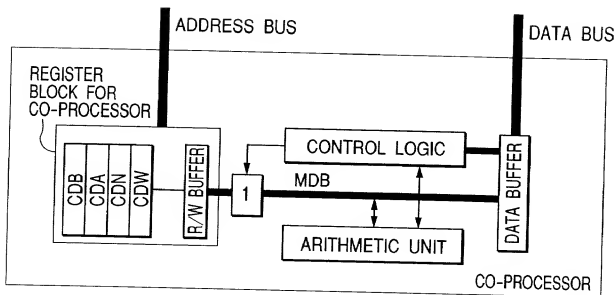 ADDRESS BUS
DATA BUS
REGISTER
BLOCK FOR
CO-PROCESSOR
CONTROL LOGIC
CDB
CDA
CDN
CDW
R/W BUFFER
1
MDB
DATA BUFFER
ARITHMETIC UNIT
CO-PROCESSOR